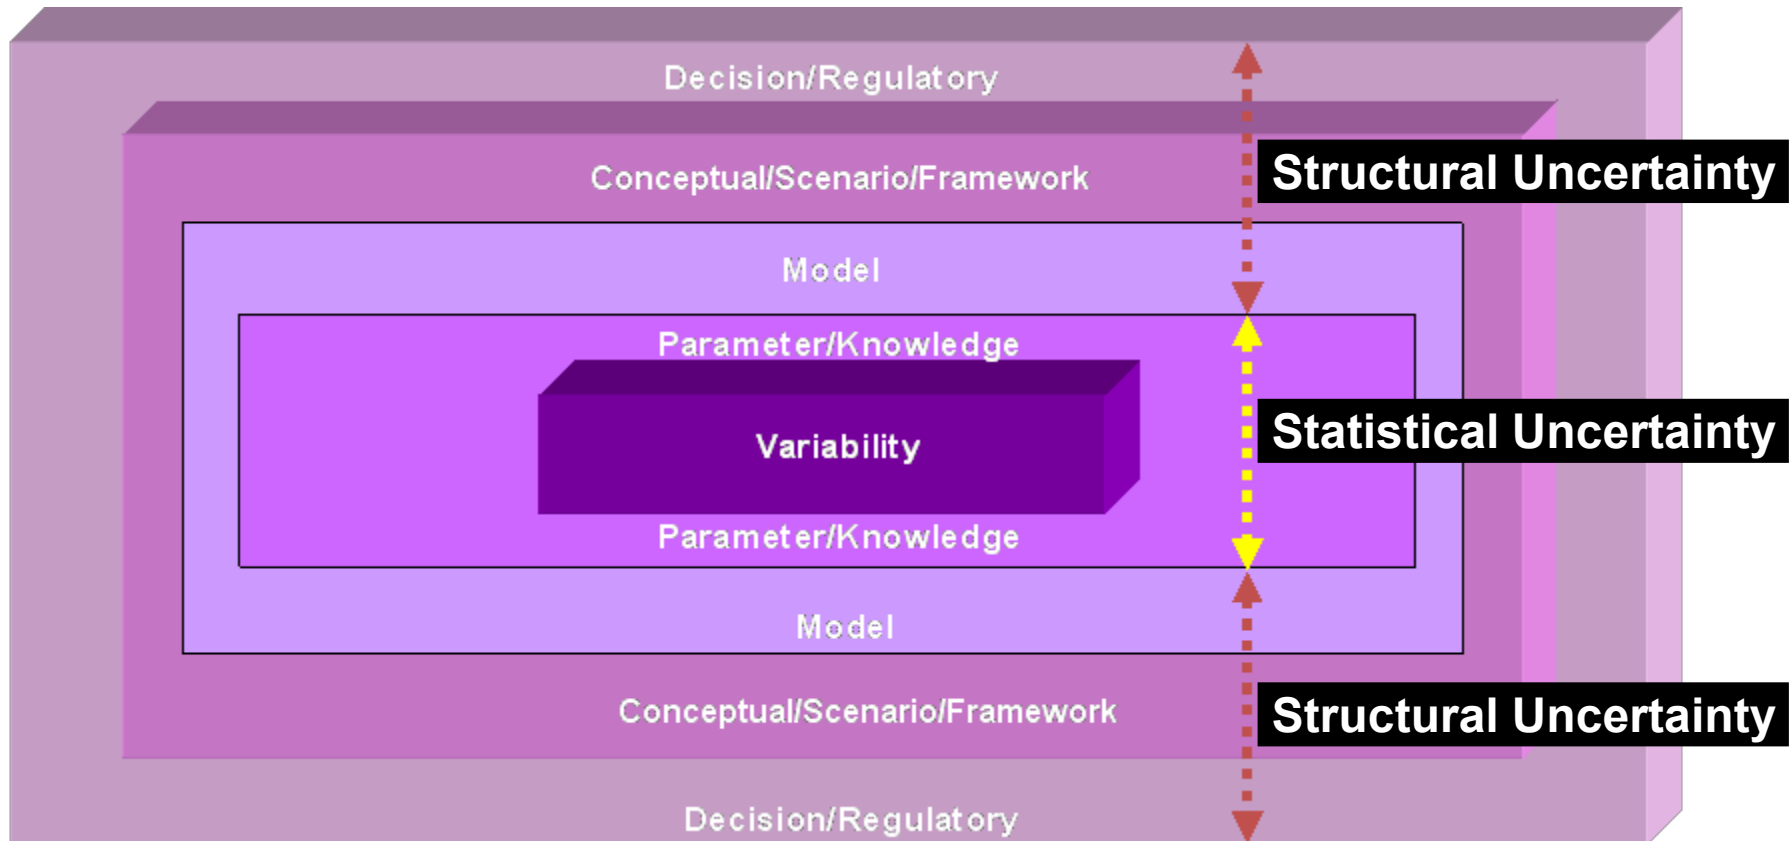 Decision/Regulatory
Conceptual/Scenario/Framework
Structural Uncertainty
Model
Parameter/Knowledge
Variability
Statistical Uncertainty
Parameter/Knowledge
Model
Conceptual/Scenario/Framework
Structural Uncertainty
Decision/Regulatory